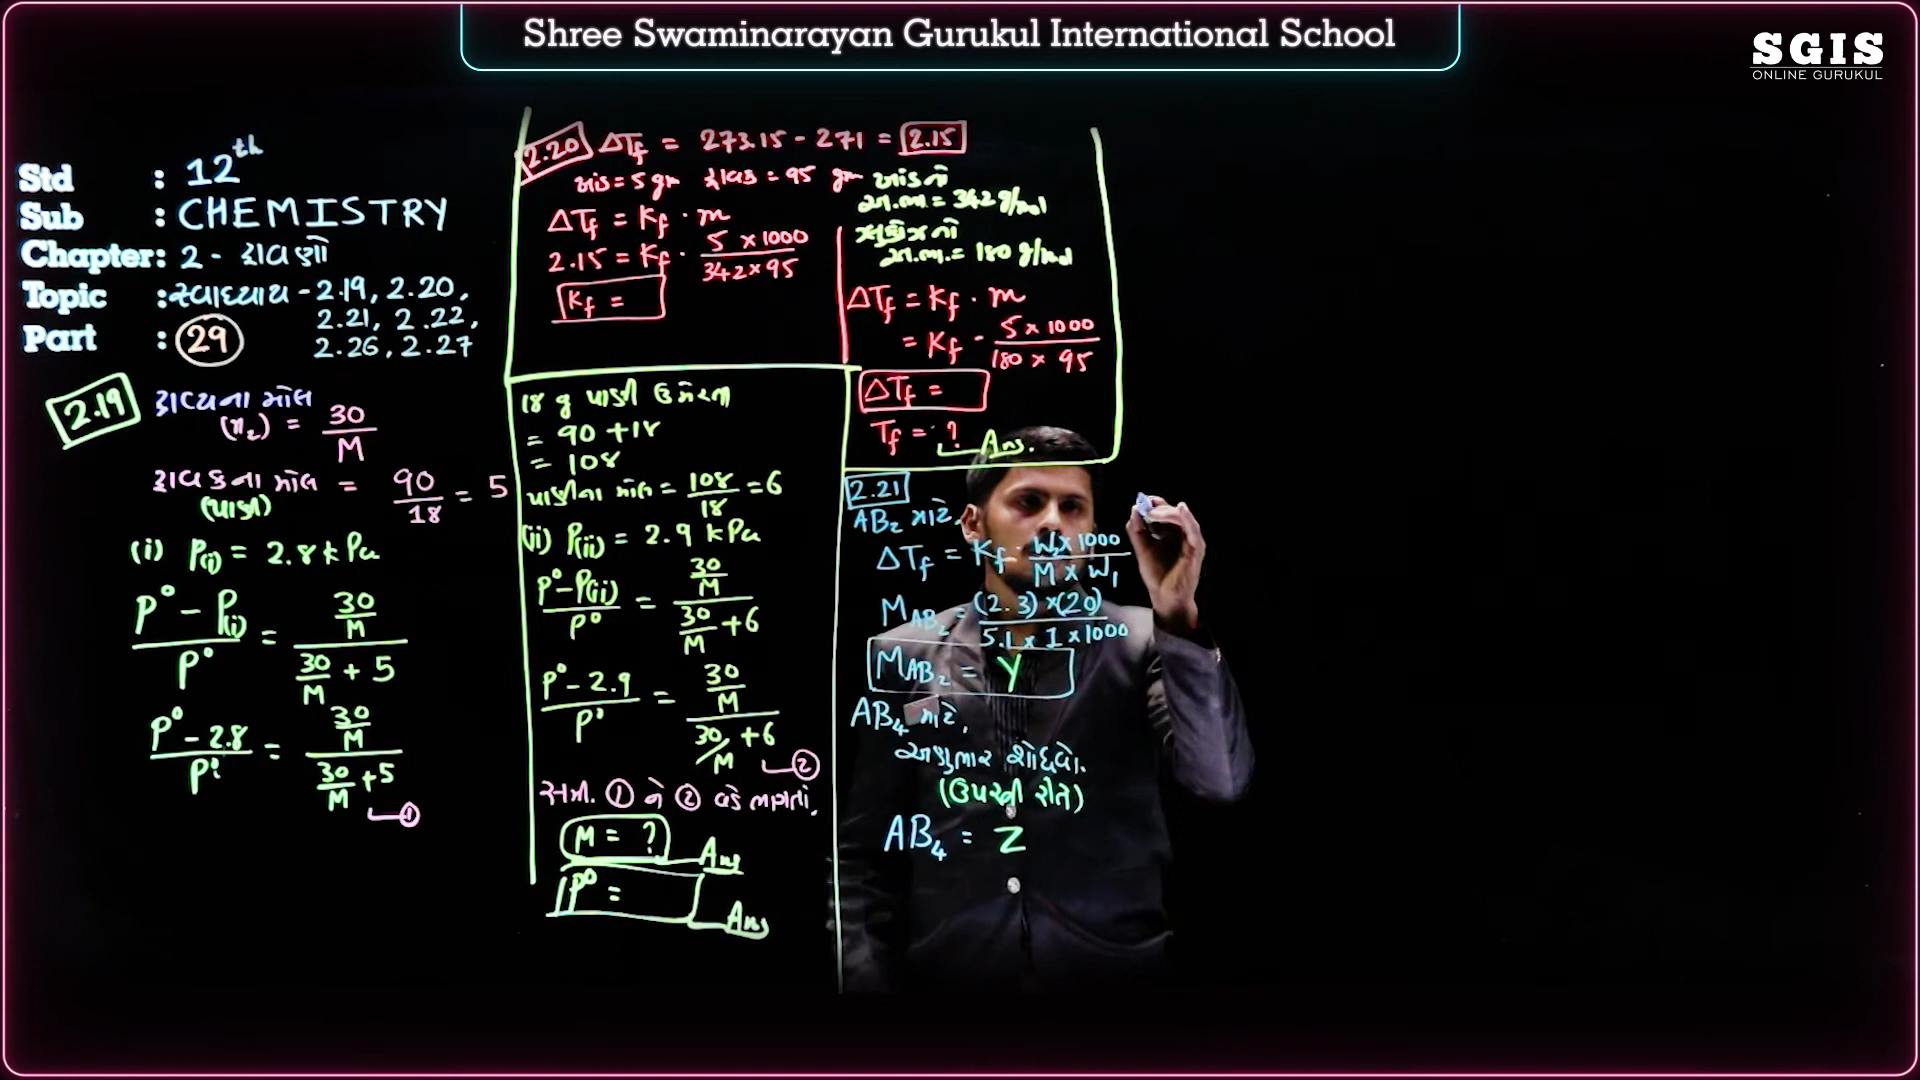 Shree Swaminarayan Gurukul International School
SGIS
ONLINE GURUKUL
Std : 12th
Sub : CHEMISTRY
Chapter : 2 - દ્રાવણો
Topic : સ્વાધ્યાય - 2.19, 2.20,
2.21, 2.22,
2.26, 2.27
Part : 29
2.19 દ્રાવ્યના મોલ
(n₂) = 30/M
દ્રાવકના મોલ = 90/18 = 5
(પાણી)
(i) P(i) = 2.8 kPa
(P° - P(i))/P° = (30/M)/(30/M + 5)
(P° - 2.8)/P° = (30/M)/(30/M + 5)
①
18 g પાણી ઉમેરતા
= 90 + 18
= 108
પાણીના મોલ = 108/18 = 6
(ii) P(ii) = 2.9 kPa
(P° - P(ii))/P° = (30/M)/(30/M + 6)
(P° - 2.9)/P° = (30/M)/(30/M + 6)
②
સમી. ① ને ② વડે ભાગતાં.
M = ? Ans
P° = Ans
2.20 ΔTf = 273.15 - 271 = 2.15
ખાંડ = 5 gm દ્રાવક = 95 gm
ΔTf = Kf · m
2.15 = Kf · (5 × 1000)/(342 × 95)
Kf =
ખાંડનો
આ.ભા. = 342 g/mol
ગ્લુકોઝનો
આ.ભા. = 180 g/mol
ΔTf = Kf · m
= Kf · (5 × 1000)/(180 × 95)
ΔTf =
Tf = ? Ans.
2.21
AB₂ માટે,
ΔTf = Kf · (W₂ × 1000)/(M × W₁)
M AB₂ = (2.3) × (20)/(5.1 × 1 × 1000)
M AB₂ = Y
AB₄ માટે,
અણુભાર શોધવો.
(ઉપરની રીતે)
AB₄ = Z